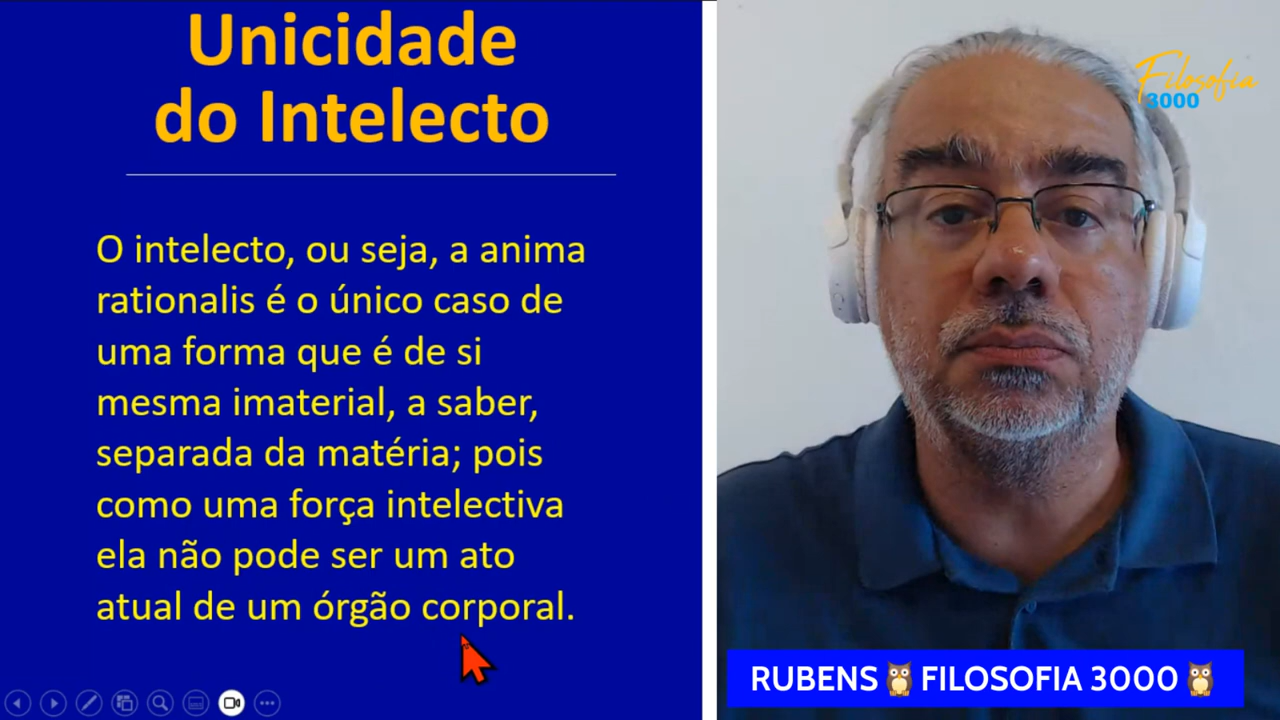 Unicidade
do Intelecto
O intelecto, ou seja, a anima
rationalis é o único caso de
uma forma que é de si
mesma imaterial, a saber,
separada da matéria; pois
como uma força intelectiva
ela não pode ser um ato
atual de um órgão corporal.
Filosofia
3000
RUBENS🦉FILOSOFIA 3000🦉